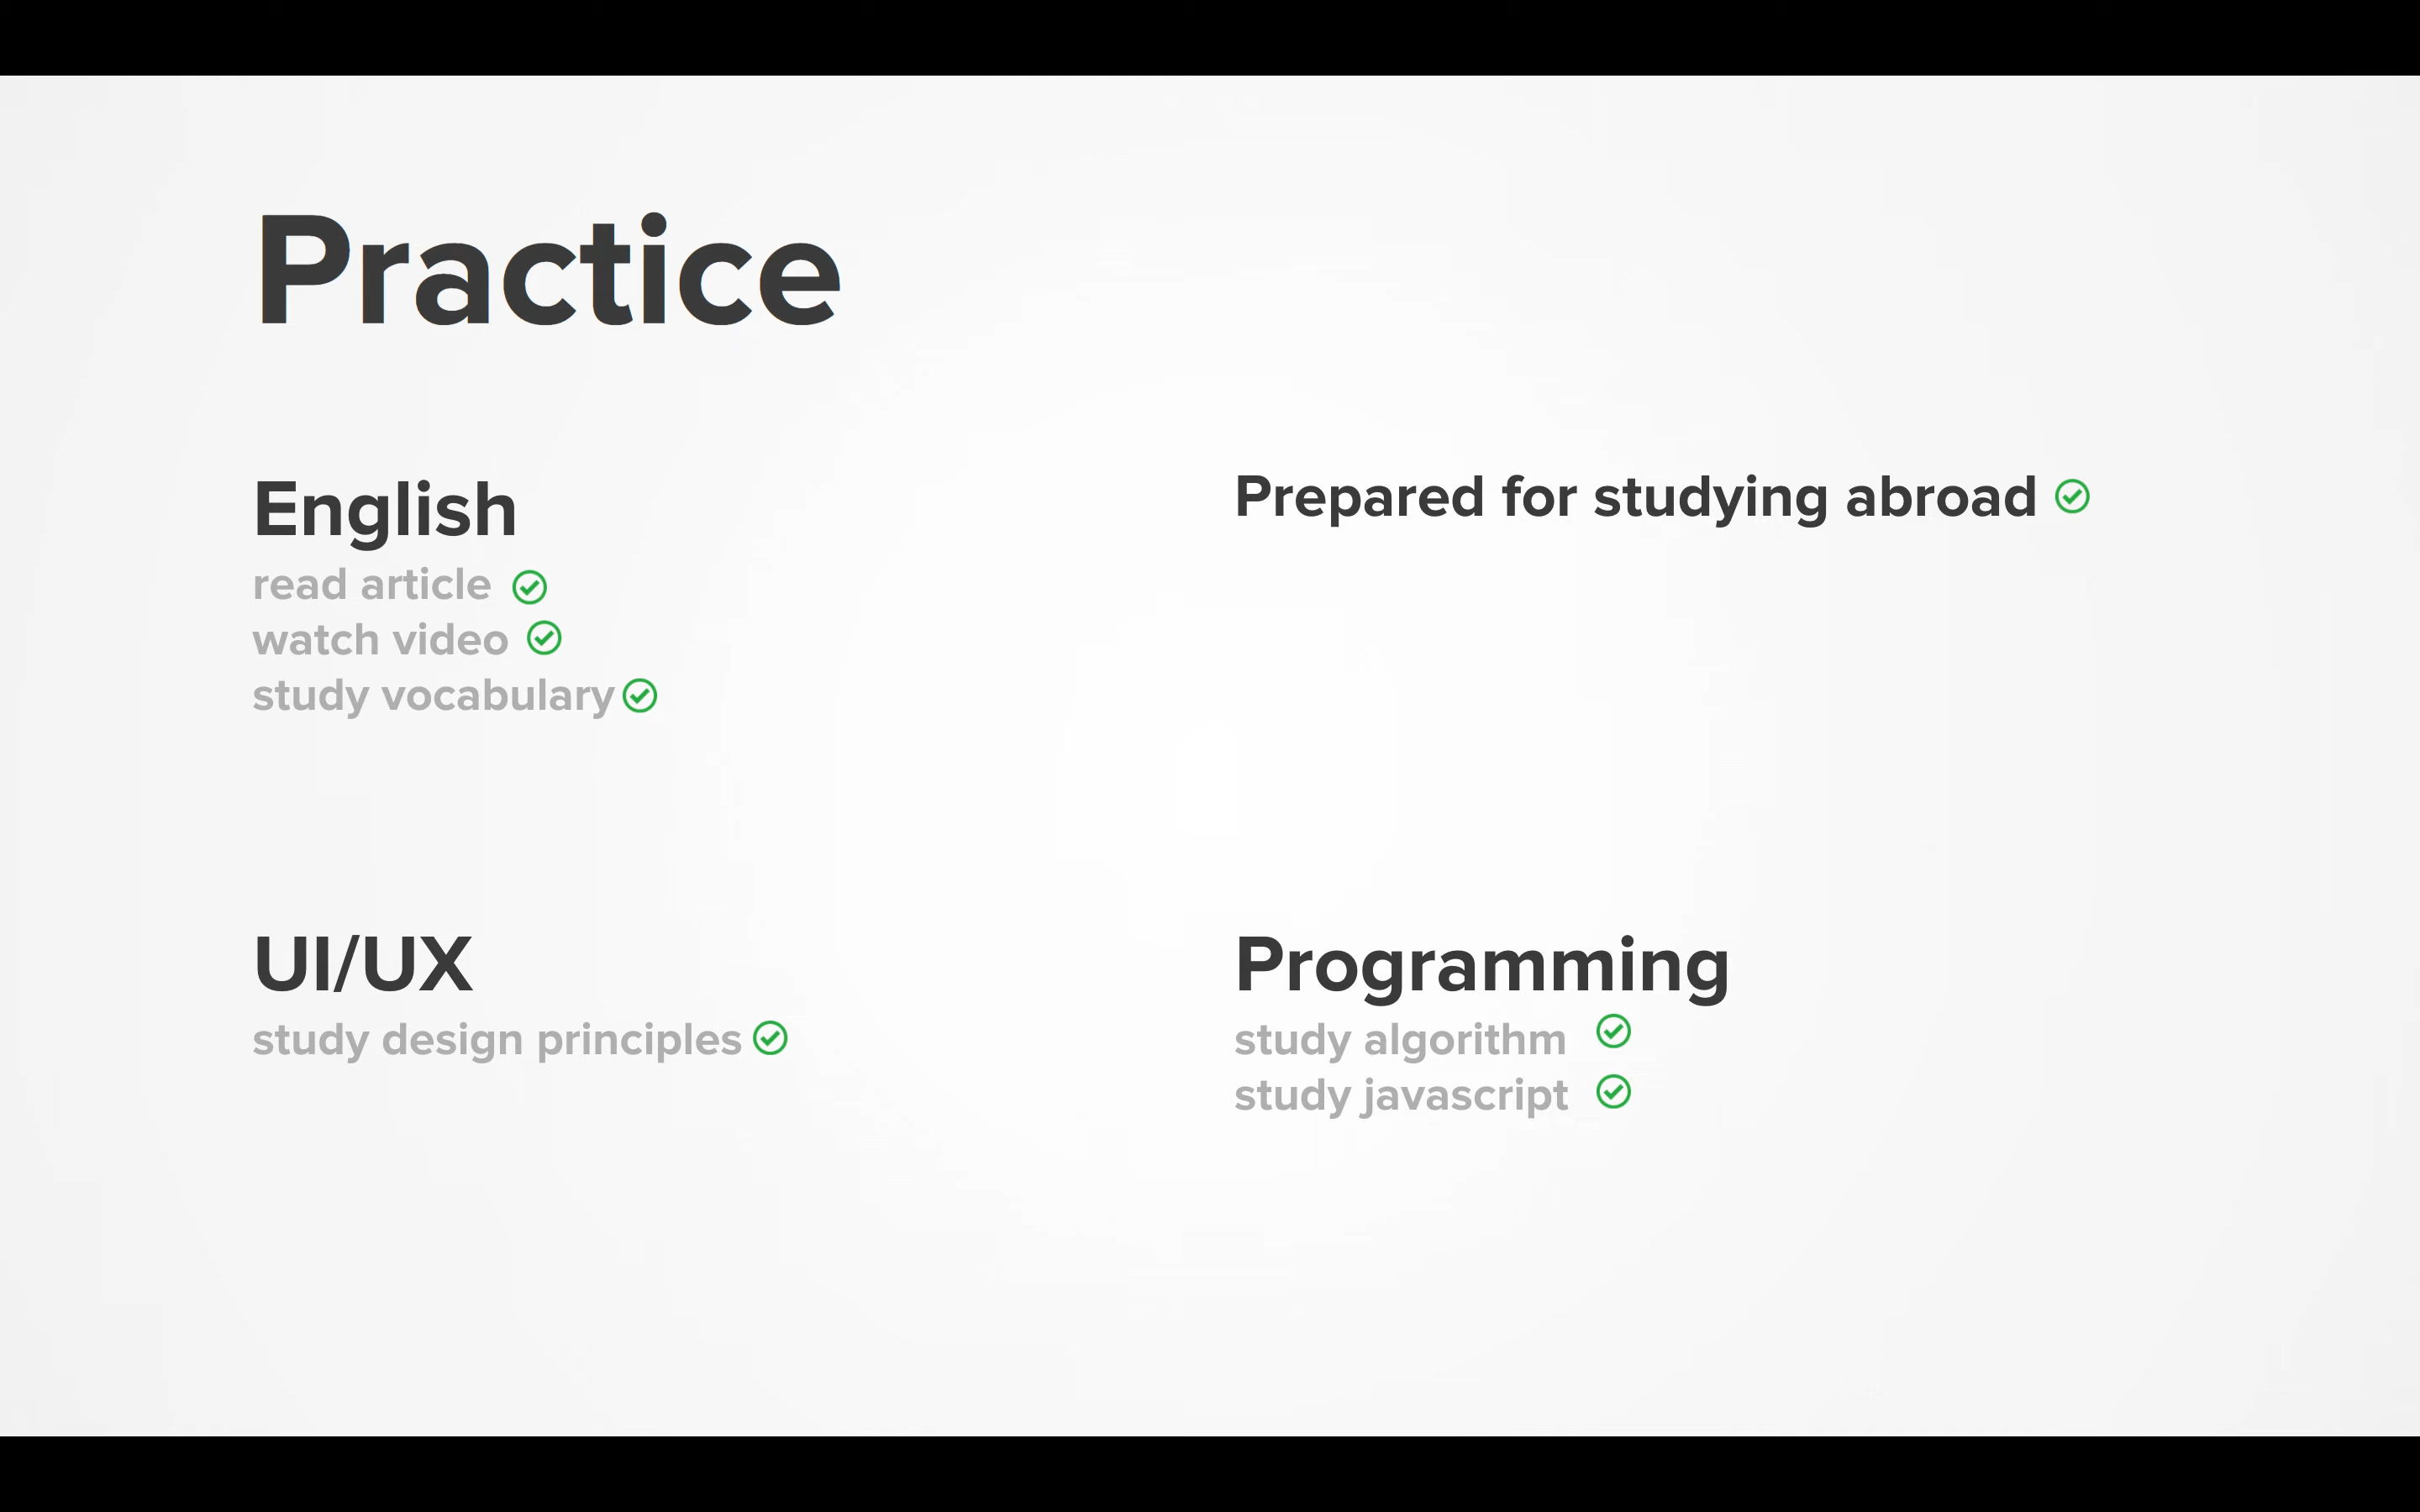 Practice
English
read article
watch video
study vocabulary
Prepared for studying abroad
UI/UX
study design principles
Programming
study algorithm
study javascript